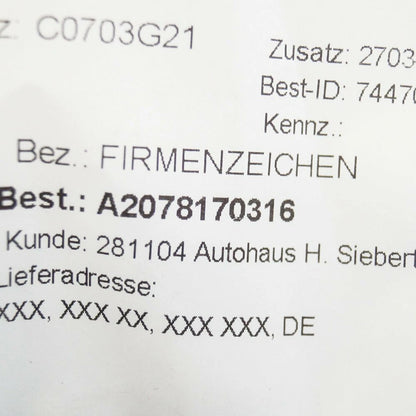 z: C0703G21
Zusatz: 2703
Best-ID: 7447
Kennz.:
Bez.: FIRMENZEICHEN
Best.: A2078170316
Kunde: 281104 Autohaus H. Siebert
Lieferadresse:
XXX, XXX XX, XXX XXX, DE